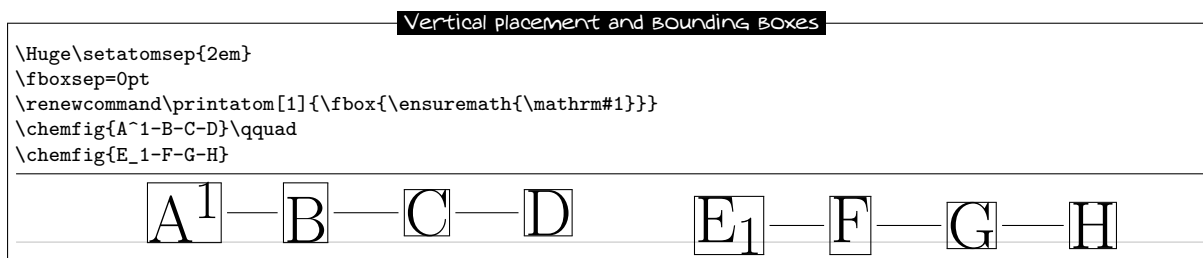 Vertical placement and Bounding Boxes
\Huge\setatomsep{2em}
\fboxsep=0pt
\renewcommand\printatom[1]{\fbox{\ensuremath{\mathrm#1}}}
\chemfig{A^1-B-C-D}\qquad
\chemfig{E_1-F-G-H}
A¹ B C D E₁ F G H